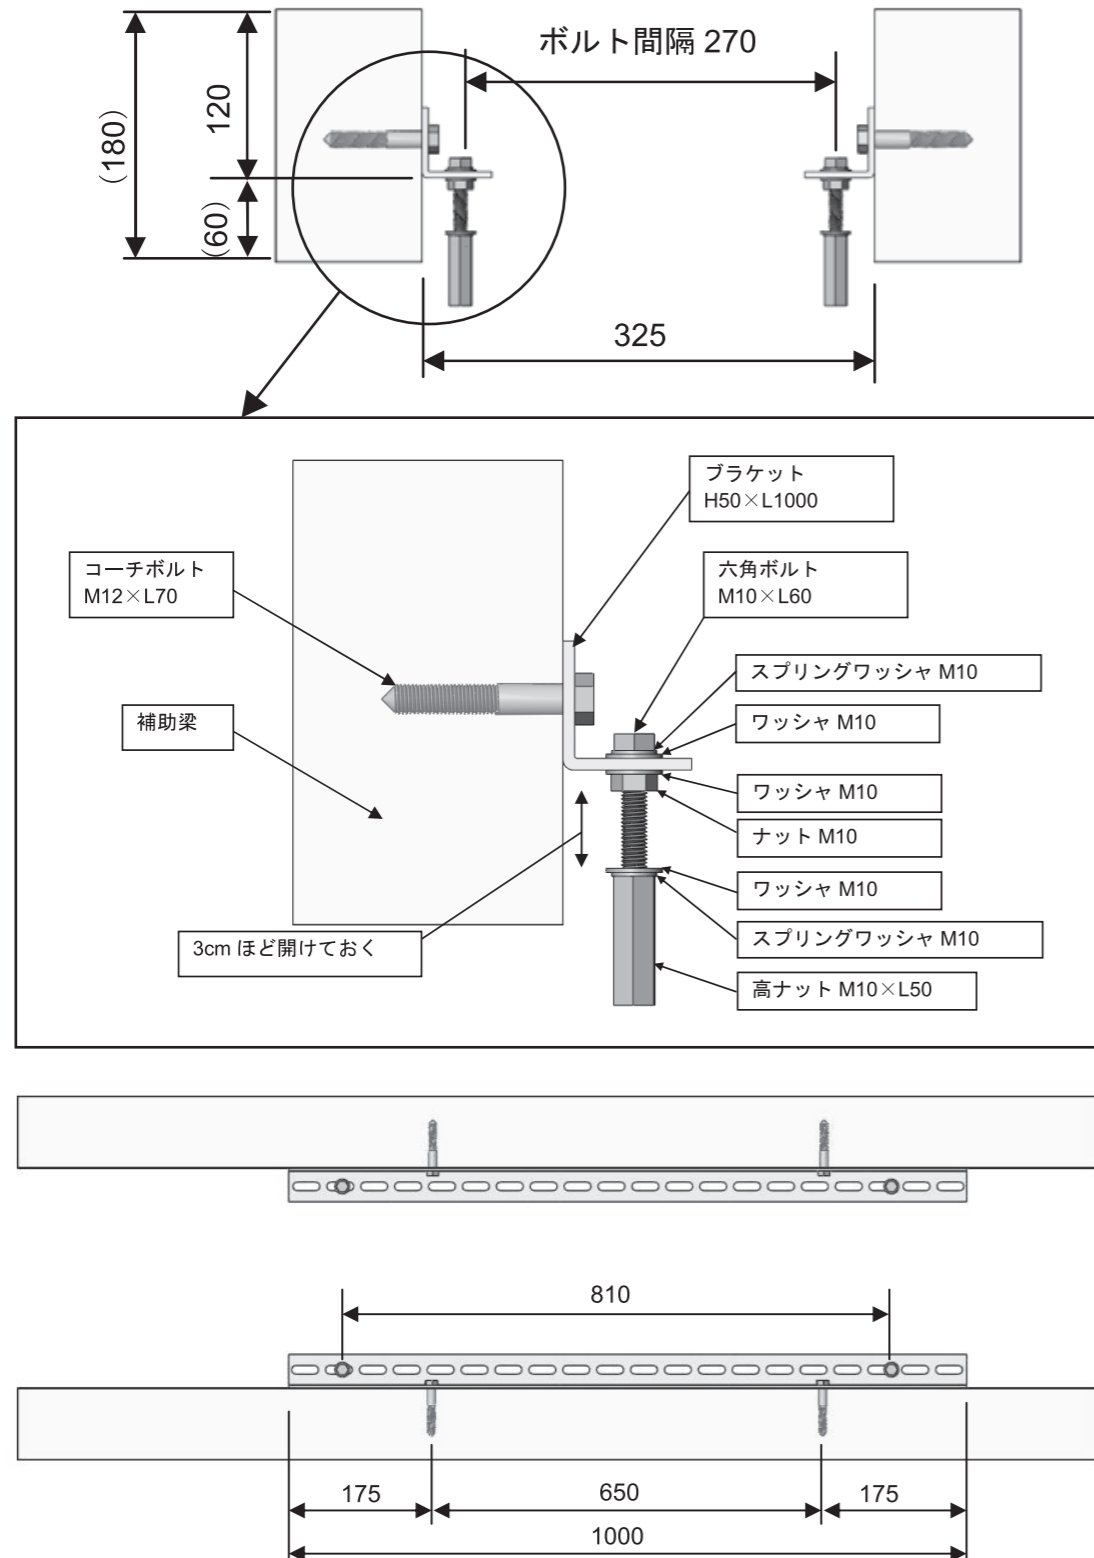 ボルト間隔 270
120
(180)
(60)
325
ブラケット
H50×L1000
コーチボルト
M12×L70
六角ボルト
M10×L60
スプリングワッシャ M10
補助梁
ワッシャ M10
ワッシャ M10
ナット M10
ワッシャ M10
3cm ほど開けておく
スプリングワッシャ M10
高ナット M10×L50
810
175
650
175
1000